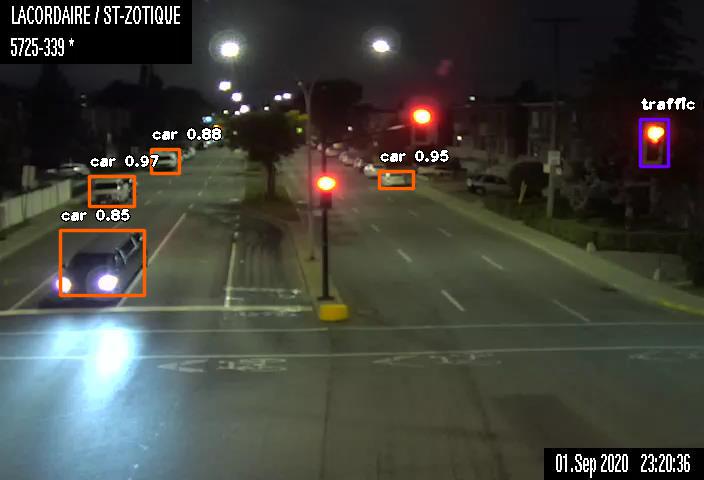 LACORDAIRE / ST-ZOTIQUE
5725-339 *
traffic
car 0.88
car 0.97
car 0.95
car 0.85
01.Sep 2020 23:20:36